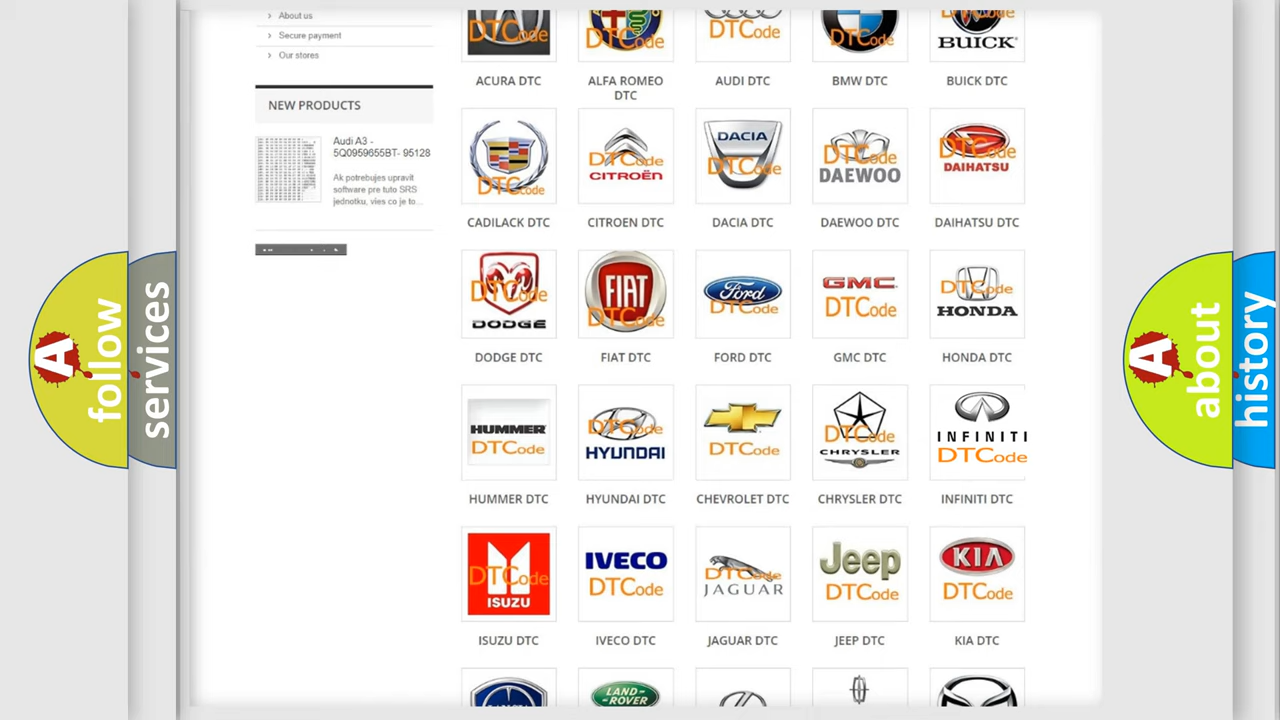 About us
Secure payment
Our stores
NEW PRODUCTS
Audi A3 -
5Q0959655BT- 95128
Ak potrebujes upravit
software pre tuto SRS
jednotku, vies co je to...
DTCode
DTCode
DTCode
DTCode
BUICK
ACURA DTC
ALFA ROMEO
DTC
AUDI DTC
BMW DTC
BUICK DTC
DTCode
DTCode
CITROËN
DACIA
DTCode
DTCode
DAEWOO
DTCode
DAIHATSU
CADILACK DTC
CITROEN DTC
DACIA DTC
DAEWOO DTC
DAIHATSU DTC
DTCode
DODGE
FIAT
DTCode
Ford
DTCode
GMC
DTCode
DTCode
HONDA
DODGE DTC
FIAT DTC
FORD DTC
GMC DTC
HONDA DTC
HUMMER
DTCode
DTCode
HYUNDAI
DTCode
DTCode
CHRYSLER
INFINITI
DTCode
HUMMER DTC
HYUNDAI DTC
CHEVROLET DTC
CHRYSLER DTC
INFINITI DTC
DTCode
ISUZU
IVECO
DTCode
DTCode
JAGUAR
Jeep
DTCode
KIA
DTCode
ISUZU DTC
IVECO DTC
JAGUAR DTC
JEEP DTC
KIA DTC
LAND-
ROVER
A
follow
services
A
about
history